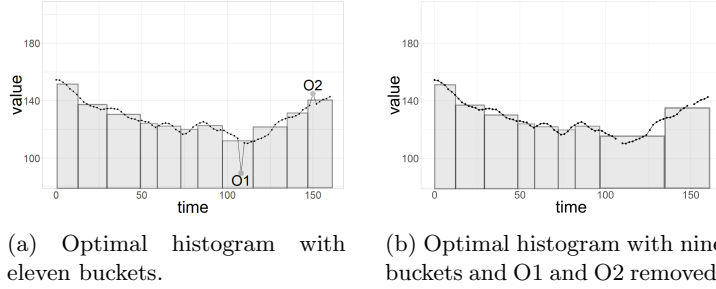 180
140
100
value
O2
O1
0
50
100
150
time
180
140
100
value
0
50
100
150
time
(a) Optimal histogram with
eleven buckets.
(b) Optimal histogram with nine
buckets and O1 and O2 removed